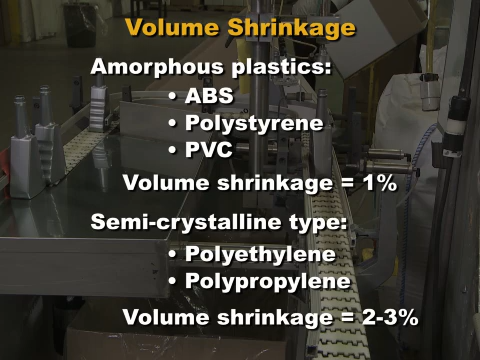 Volume Shrinkage
Amorphous plastics:
• ABS
• Polystyrene
• PVC
Volume shrinkage = 1%
Semi-crystalline type:
• Polyethylene
• Polypropylene
Volume shrinkage = 2-3%